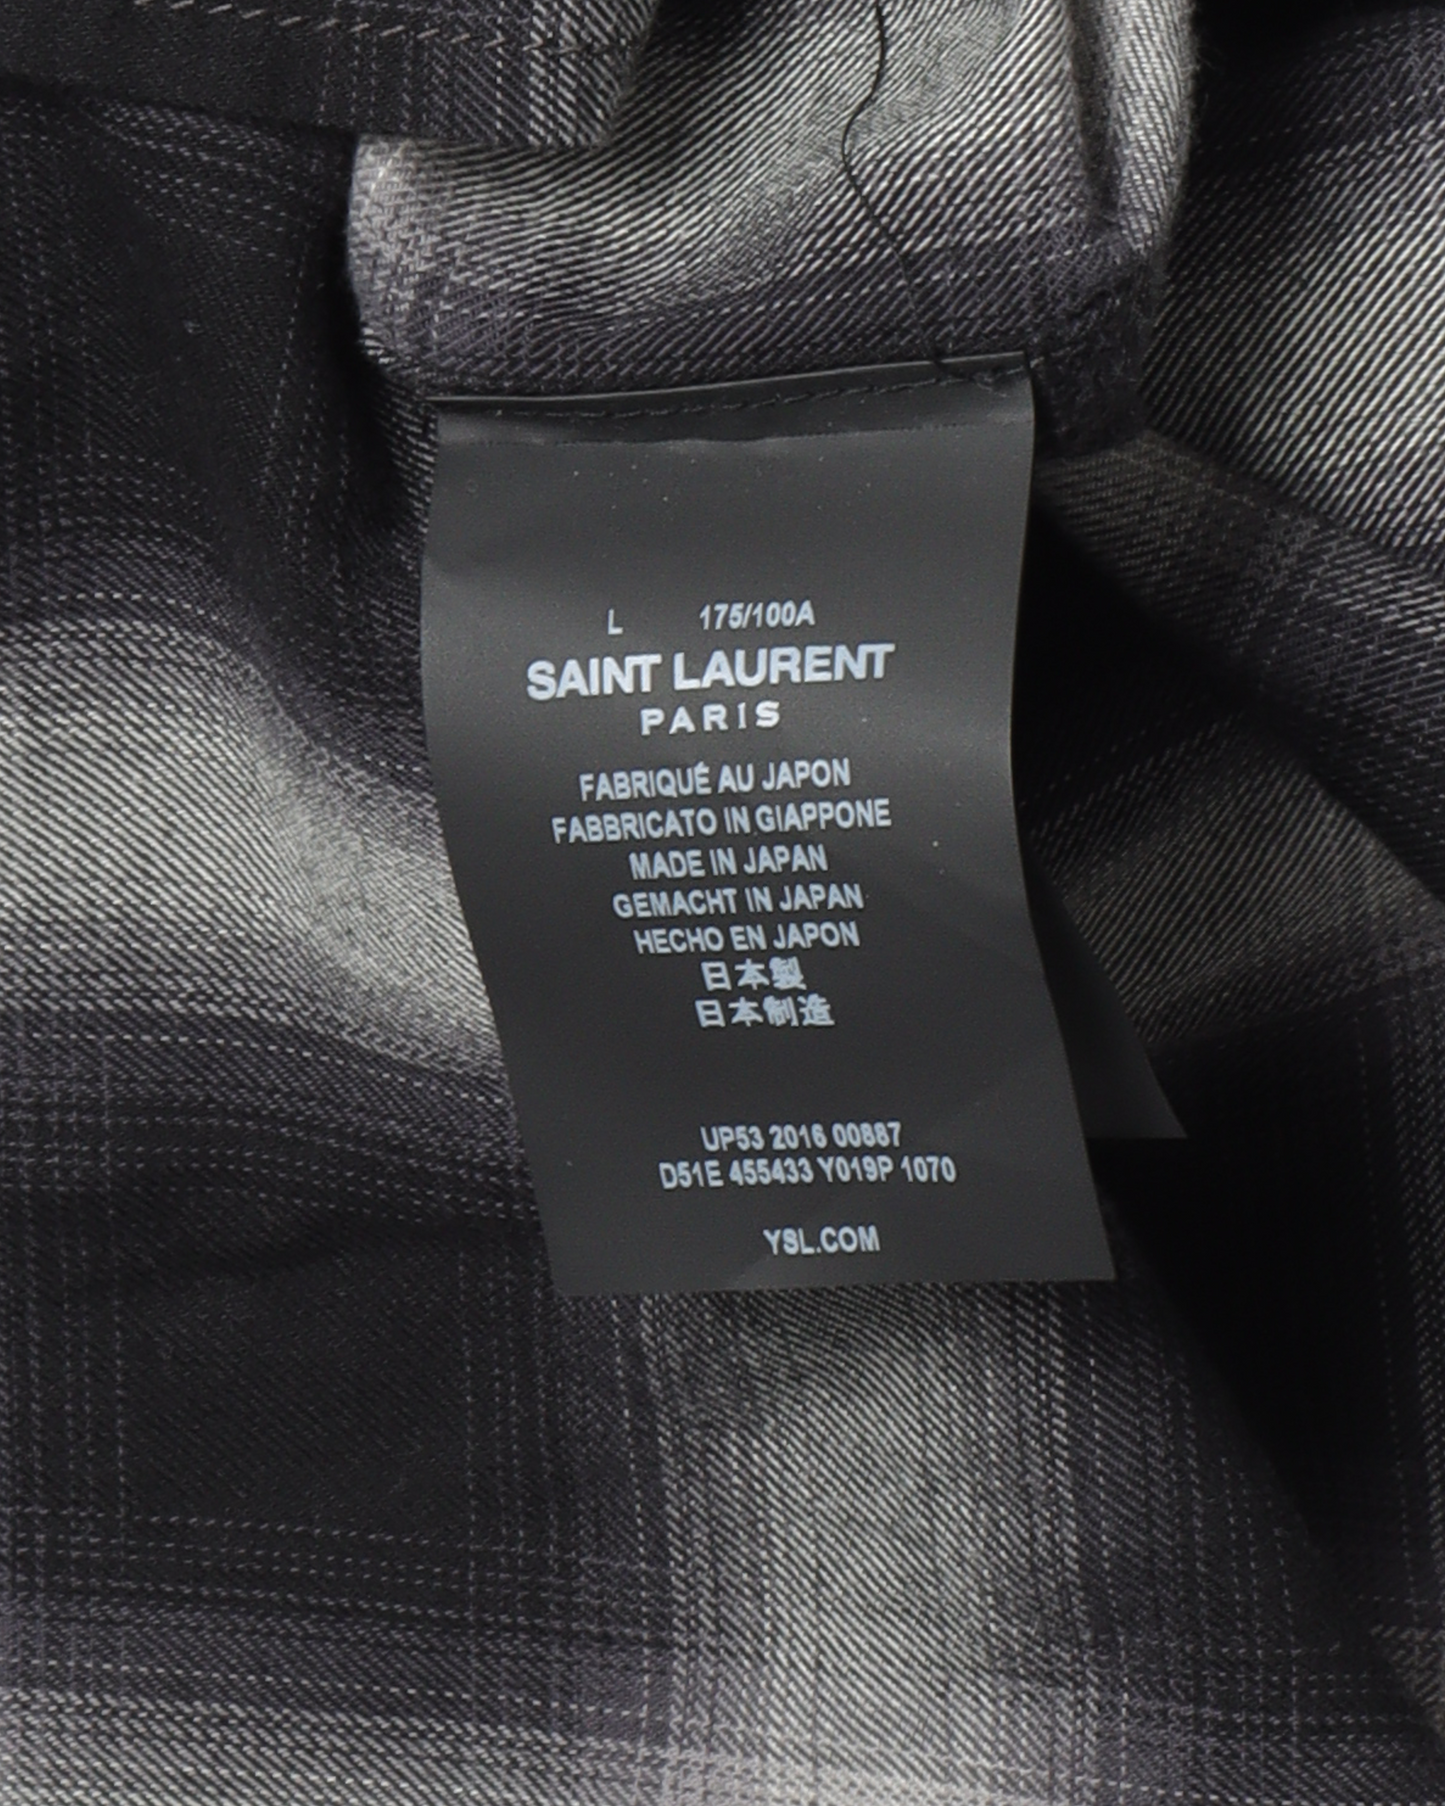 L 175/100A
SAINT LAURENT
PARIS
FABRIQUÉ AU JAPON
FABBRICATO IN GIAPPONE
MADE IN JAPAN
GEMACHT IN JAPAN
HECHO EN JAPON
日本製
日本制造
UP53 2016 00887
D51E 455433 Y019P 1070
YSL.COM